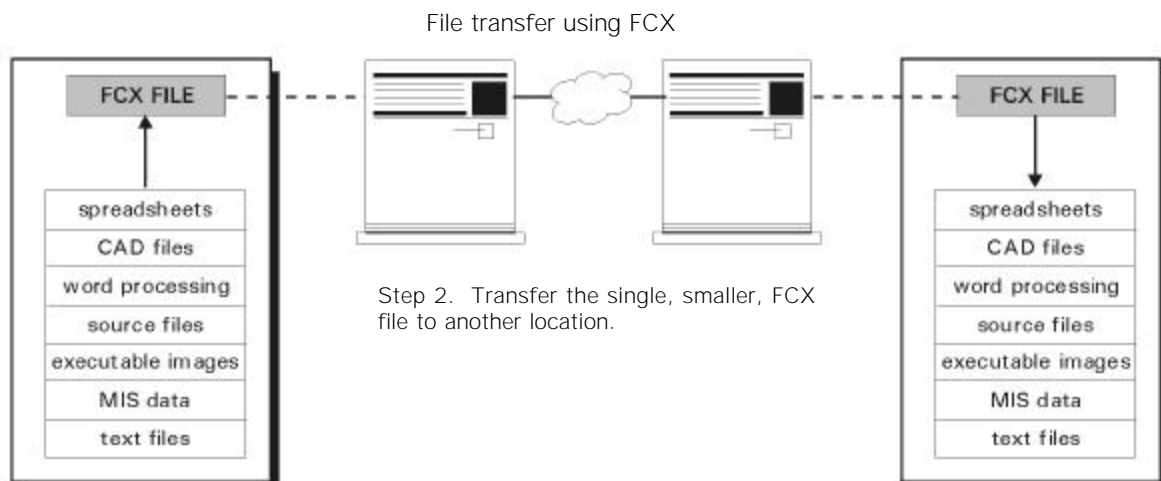 File transfer using FCX
FCX FILE
spreadsheets
CAD files
word processing
source files
executable images
MIS data
text files
Step 2. Transfer the single, smaller, FCX
file to another location.
FCX FILE
spreadsheets
CAD files
word processing
source files
executable images
MIS data
text files